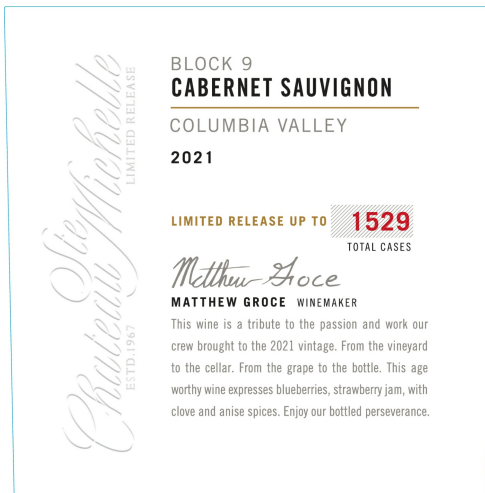 BLOCK 9
CABERNET SAUVIGNON
COLUMBIA VALLEY
2021
LIMITED RELEASE UP TO 1529
TOTAL CASES
Matthew Groce
MATTHEW GROCE WINEMAKER
This wine is a tribute to the passion and work our
crew brought to the 2021 vintage. From the vineyard
to the cellar. From the grape to the bottle. This age
worthy wine expresses blueberries, strawberry jam, with
clove and anise spices. Enjoy our bottled perseverance.
Chateau Ste Michelle
LIMITED RELEASE
ESTD.1967